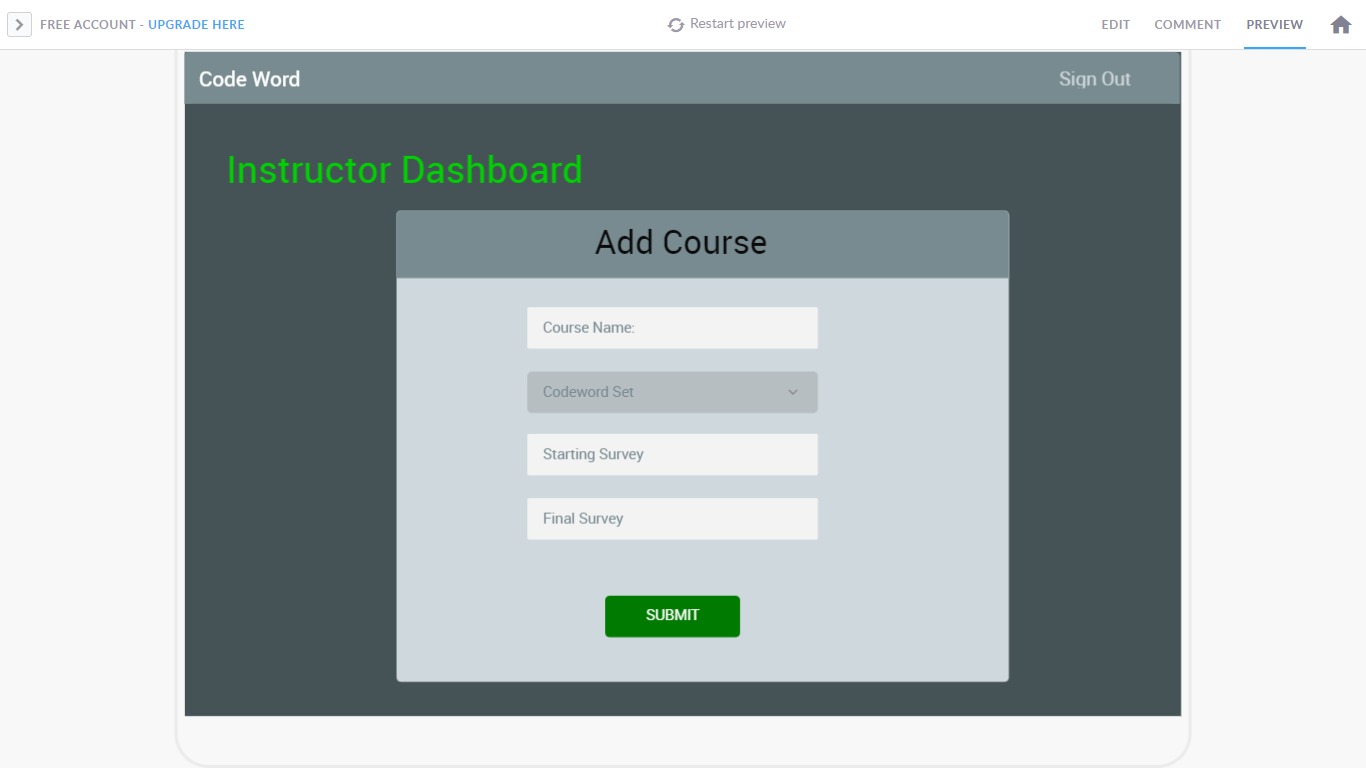 FREE ACCOUNT - UPGRADE HERE
Restart preview
EDIT
COMMENT
PREVIEW
Code Word
Sign Out
Instructor Dashboard
Add Course
Course Name:
Codeword Set
Starting Survey
Final Survey
SUBMIT